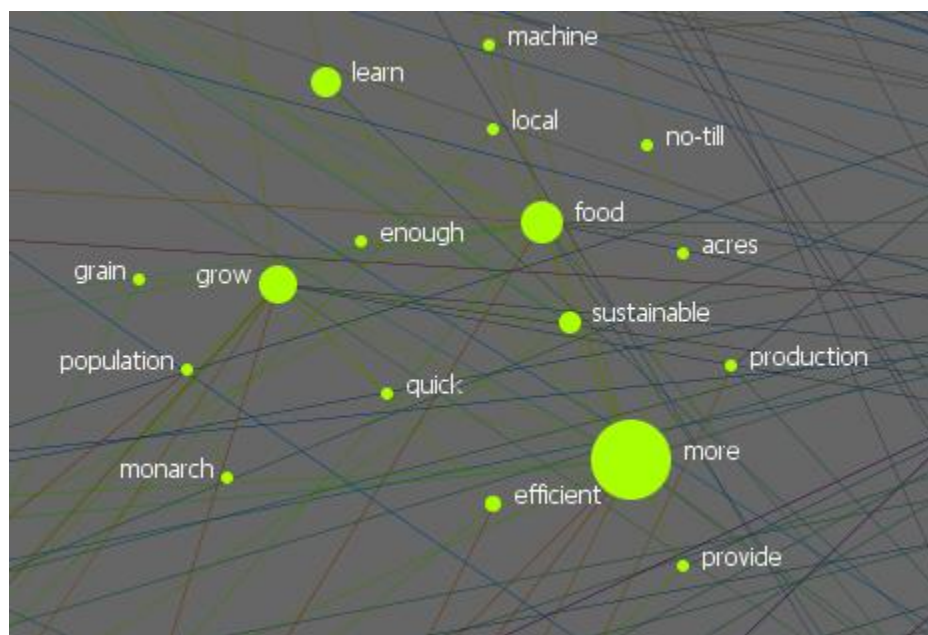 machine
learn
local
no-till
food
enough
acres
grain
grow
sustainable
population
production
quick
more
monarch
efficient
provide